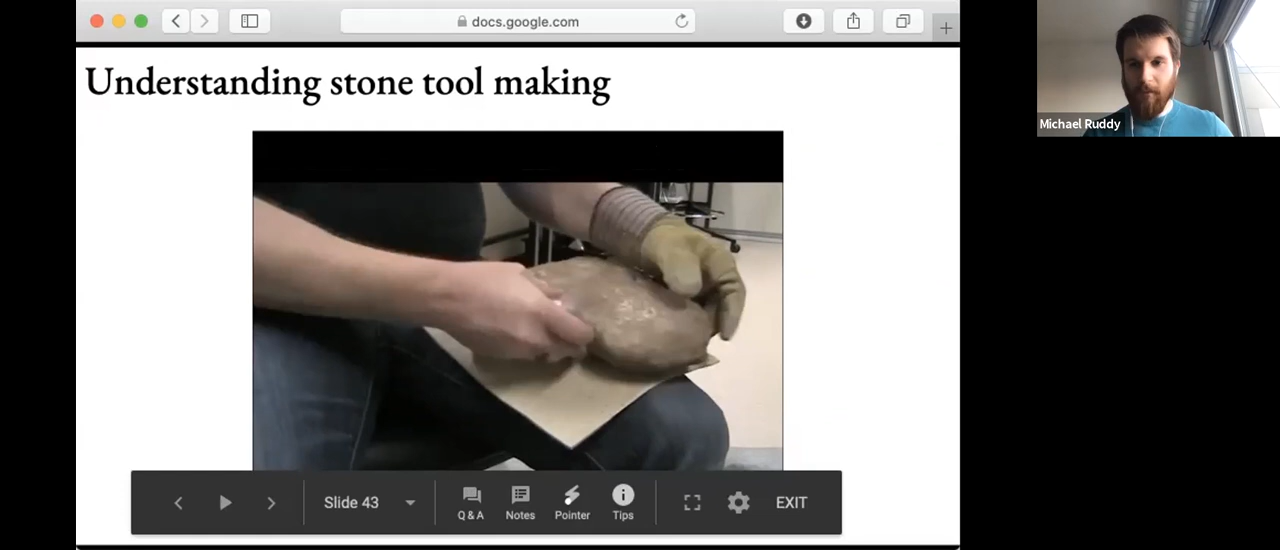 docs.google.com
Understanding stone tool making
Michael Ruddy
Slide 43
Q & A
Notes
Pointer
Tips
EXIT